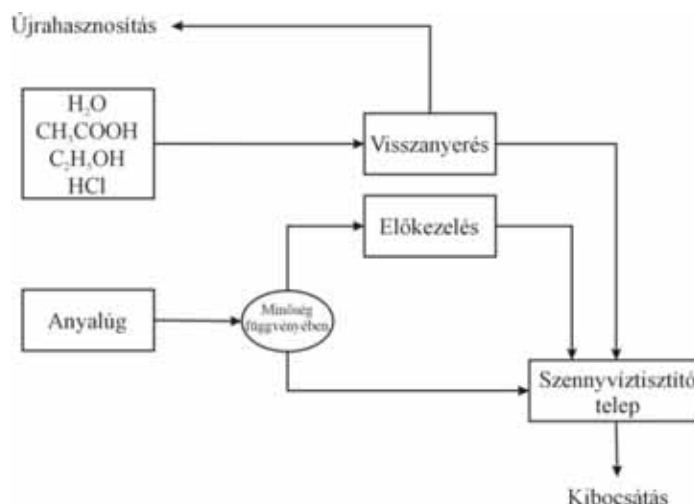 Újrahasznosítás
H₂O
CH₃COOH
C₂H₅OH
HCl
Visszanyerés
Előkezelés
Anyalúg
Minőség
függvényében
Szennyvíztisztító
telep
Kibocsátás